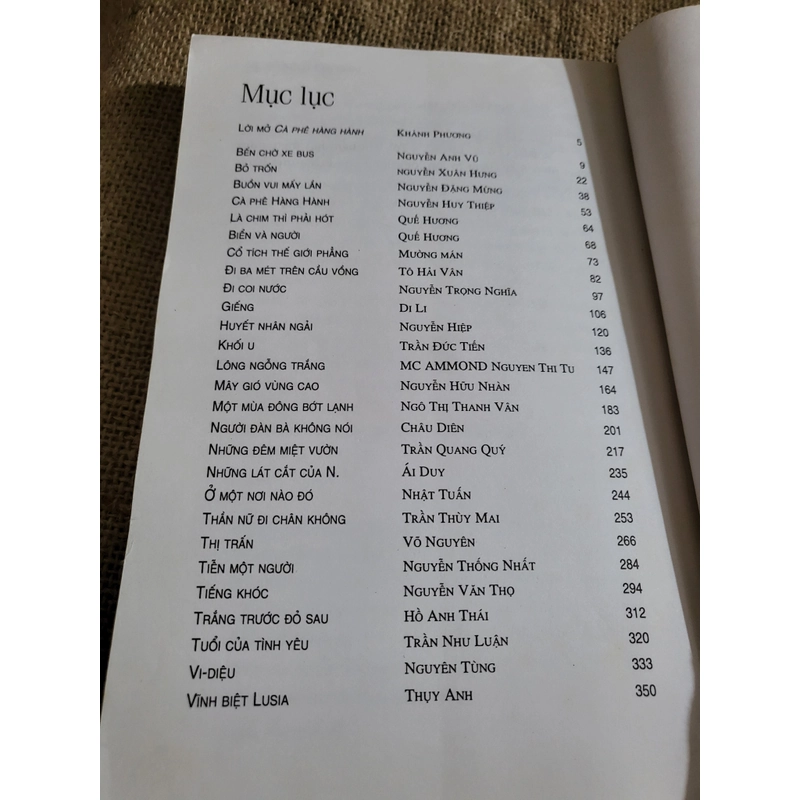 Mục lục
LỜI MỞ CÀ PHÊ HÀNG HÀNH KHÁNH PHƯƠNG 5
BẾN CHỜ XE BUS NGUYỄN ANH VŨ 9
BỎ TRỐN NGUYỄN XUÂN HƯNG 22
BUỒN VUI MẤY LẦN NGUYỄN ĐĂNG MỪNG 38
CÀ PHÊ HÀNG HÀNH NGUYỄN HUY THIỆP 53
LÀ CHIM THÌ PHẢI HÓT QUẾ HƯƠNG 64
BIỂN VÀ NGƯỜI QUẾ HƯƠNG 68
CỔ TÍCH THẾ GIỚI PHẲNG MƯỜNG MÁN 73
ĐI BA MÉT TRÊN CẦU VỒNG TÔ HẢI VÂN 82
ĐI COI NƯỚC NGUYỄN TRỌNG NGHĨA 97
GIẾNG DI LI 106
HUYẾT NHÂN NGẢI NGUYỄN HIỆP 120
KHỐI U TRẦN ĐỨC TIẾN 136
LÔNG NGỖNG TRẮNG MC AMMOND NGUYEN THI TU 147
MÂY GIÓ VÙNG CAO NGUYỄN HỮU NHÀN 164
MỘT MÙA ĐÔNG BỚT LẠNH NGÔ THỊ THANH VÂN 183
NGƯỜI ĐÀN BÀ KHÔNG NÓI CHÂU DIÊN 201
NHỮNG ĐÊM MIỆT VƯỜN TRẦN QUANG QUÝ 217
NHỮNG LÁT CẮT CỦA N. ÁI DUY 235
Ở MỘT NƠI NÀO ĐÓ NHẬT TUẤN 244
THẦN NỮ ĐI CHÂN KHÔNG TRẦN THÙY MAI 253
THỊ TRẤN VÕ NGUYÊN 266
TIỄN MỘT NGƯỜI NGUYỄN THỐNG NHẤT 284
TIẾNG KHÓC NGUYỄN VĂN THỌ 294
TRẮNG TRƯỚC ĐỎ SAU HỒ ANH THÁI 312
TUỔI CỦA TÌNH YÊU TRẦN NHƯ LUẬN 320
VI-DIỆU NGUYÊN TÙNG 333
VĨNH BIỆT LUSIA THỤY ANH 350